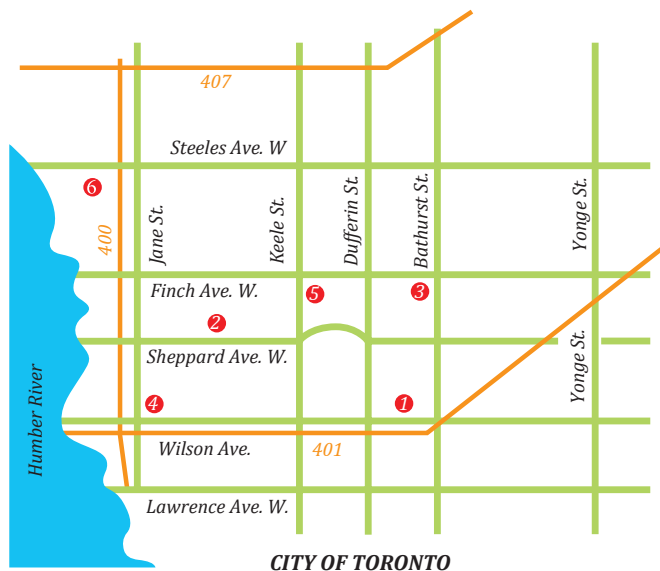 407
Steeles Ave. W
6
400
Jane St.
Keele St.
Dufferin St.
Bathurst St.
Yonge St.
Finch Ave. W.
5
3
2
Sheppard Ave. W.
Yonge St.
Humber River
4
1
Wilson Ave.
401
Lawrence Ave. W.
CITY OF TORONTO